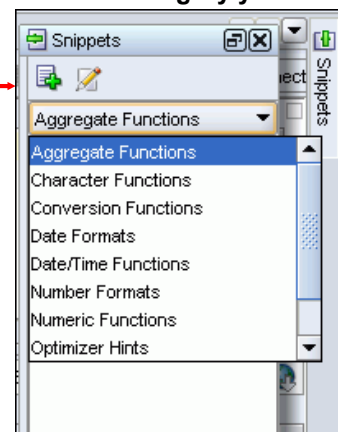 Snippets
ect
Snippets
Aggregate Functions
Aggregate Functions
Character Functions
Conversion Functions
Date Formats
Date/Time Functions
Number Formats
Numeric Functions
Optimizer Hints